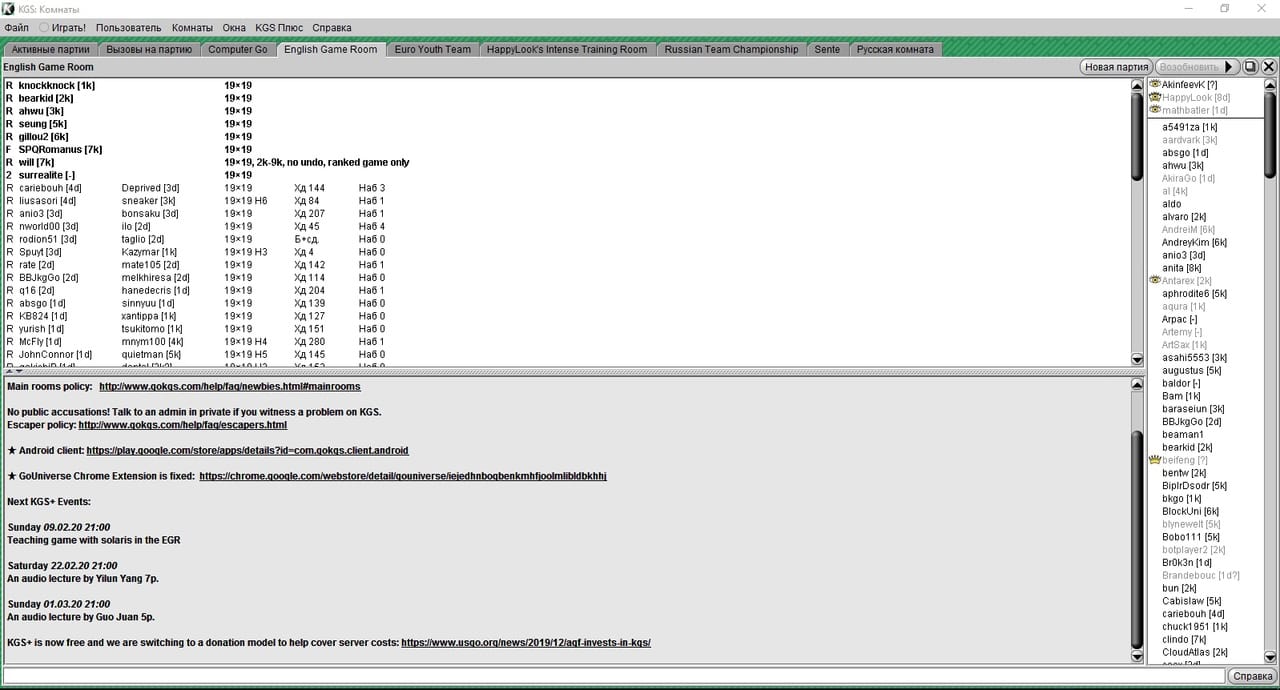 KGS: Комнаты
Файл Играть! Пользователь Комнаты Окна KGS Плюс Справка
Активные партии Вызовы на партию Computer Go English Game Room Euro Youth Team HappyLook's Intense Training Room Russian Team Championship Sente Русская комната
English Game Room Новая партия Возобновить
R knockknock [1k] 19×19
R bearkid [2k] 19×19
R ahwu [3k] 19×19
R seung [5k] 19×19
R gillou2 [6k] 19×19
F SPQRomanus [7k] 19×19
R will [7k] 19×19, 2k-9k, no undo, ranked game only
2 surrealite [-] 19×19
R cariebouh [4d] Deprived [3d] 19×19 Хд 144 Наб 3
R liusasori [4d] sneaker [3k] 19×19 H6 Хд 84 Наб 1
R anio3 [3d] bonsaku [3d] 19×19 Хд 207 Наб 1
R nworld00 [3d] ilo [2d] 19×19 Хд 45 Наб 4
R rodion51 [3d] taglio [2d] 19×19 Б+сд. Наб 0
R Spuyt [3d] Kazymar [1k] 19×19 H3 Хд 4 Наб 0
R rate [2d] mate105 [2d] 19×19 Хд 142 Наб 1
R BBJkgGo [2d] melkhiresa [2d] 19×19 Хд 114 Наб 0
R q16 [2d] hanedecris [1d] 19×19 Хд 204 Наб 1
R absgo [1d] sinnyuu [1d] 19×19 Хд 139 Наб 0
R KB824 [1d] xantippa [1k] 19×19 Хд 127 Наб 0
R yurish [1d] tsukitomo [1k] 19×19 Хд 151 Наб 0
R McFly [1d] mnym100 [4k] 19×19 H4 Хд 280 Наб 1
R JohnConnor [1d] quietman [5k] 19×19 H5 Хд 145 Наб 0
Main rooms policy: http://www.gokgs.com/help/faq/newbies.html#mainrooms
No public accusations! Talk to an admin in private if you witness a problem on KGS.
Escaper policy: http://www.gokgs.com/help/faq/escapers.html
★ Android client: https://play.google.com/store/apps/details?id=com.gokgs.client.android
★ GoUniverse Chrome Extension is fixed: https://chrome.google.com/webstore/detail/gouniverse/iejedhnbogbenkmhfjoolmlibldbkhhj
Next KGS+ Events:
Sunday 09.02.20 21:00
Teaching game with solaris in the EGR
Saturday 22.02.20 21:00
An audio lecture by Yilun Yang 7p.
Sunday 01.03.20 21:00
An audio lecture by Guo Juan 5p.
KGS+ is now free and we are switching to a donation model to help cover server costs: https://www.usgo.org/news/2019/12/agf-invests-in-kgs/
AkinfeevK [?]
HappyLook [8d]
mathbatler [1d]
a5491za [1k]
aardvark [3k]
absgo [1d]
ahwu [3k]
AkiraGo [1d]
al [4k]
aldo
alvaro [2k]
AndreiM [6k]
AndreyKim [6k]
anio3 [3d]
anita [8k]
Antarex [2k]
aphrodite6 [5k]
aqura [1k]
Arpac [-]
Artemy [-]
ArtSax [1k]
asahi5553 [3k]
augustus [5k]
baldor [-]
Bam [1k]
baraseiun [3k]
BBJkgGo [2d]
beaman1
bearkid [2k]
beifeng [?]
bentw [2k]
BiplrDsodr [5k]
bkgo [1k]
BlockUni [6k]
blynewelt [5k]
Bobo111 [5k]
botplayer2 [2k]
Br0k3n [1d]
Brandebouc [1d?]
bun [2k]
Cabislaw [5k]
cariebouh [4d]
chuck1951 [1k]
clindo [7k]
CloudAtlas [2k]
Справка